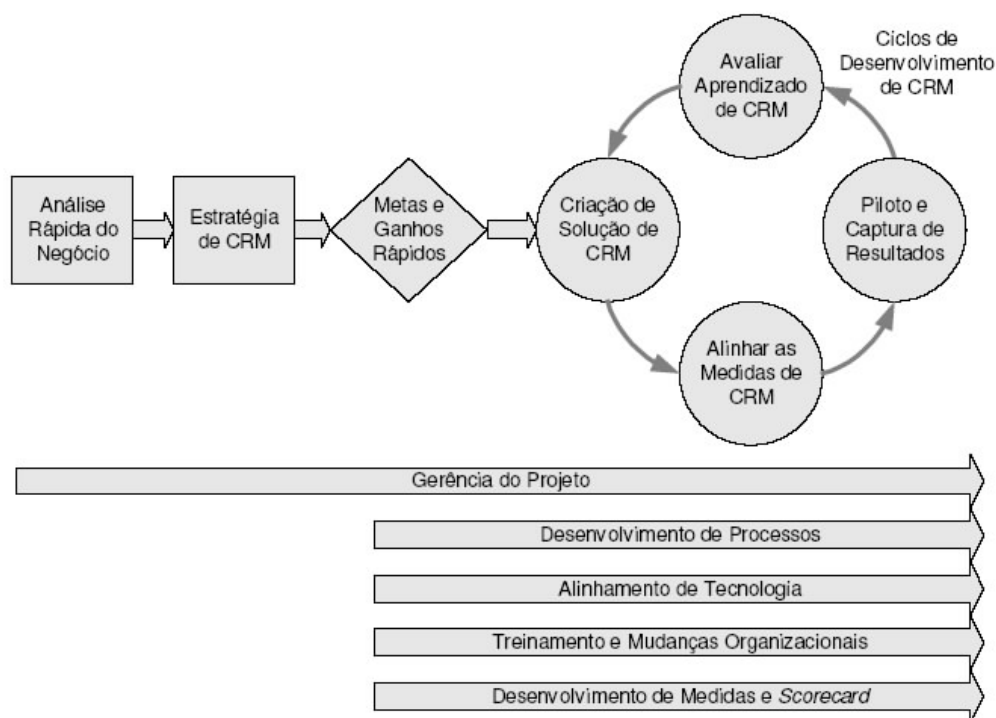 Análise
Rápida do
Negócio
Estratégia
de CRM
Metas e
Ganhos
Rápidos
Criação de
Solução de
CRM
Avaliar
Aprendizado
de CRM
Ciclos de
Desenvolvimento
de CRM
Piloto e
Captura de
Resultados
Alinhar as
Medidas de
CRM
Gerência do Projeto
Desenvolvimento de Processos
Alinhamento de Tecnologia
Treinamento e Mudanças Organizacionais
Desenvolvimento de Medidas e Scorecard